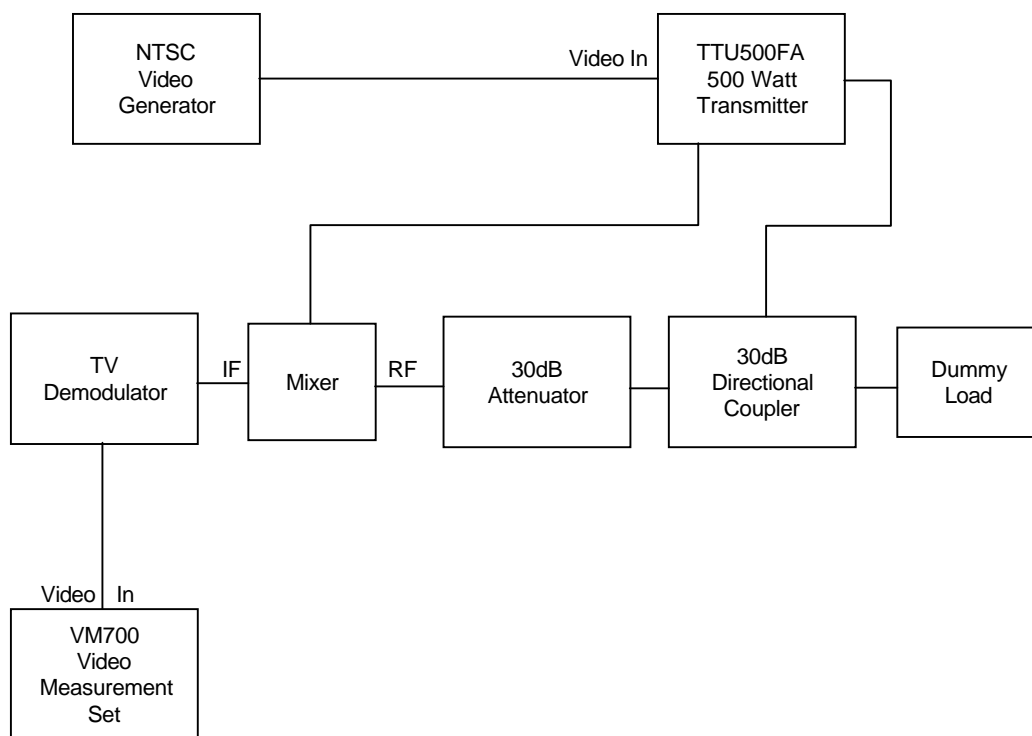 NTSC
Video
Generator
Video In
TTU500FA
500 Watt
Transmitter
TV
Demodulator
IF
Mixer
RF
30dB
Attenuator
30dB
Directional
Coupler
Dummy
Load
Video In
VM700
Video
Measurement
Set